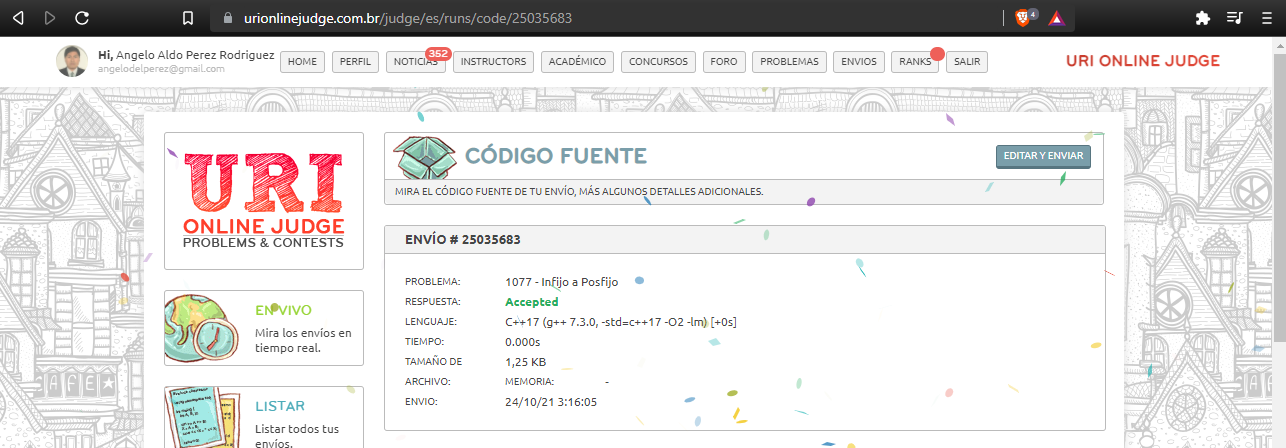 urionlinejudge.com.br/judge/es/runs/code/25035683
4
Hi, Angelo Aldo Perez Rodriguez
angelodelperez@gmail.com
HOME
PERFIL
NOTICIAS
352
INSTRUCTORS
ACADÉMICO
CONCURSOS
FORO
PROBLEMAS
ENVIOS
RANKS
SALIR
URI ONLINE JUDGE
URI
ONLINE JUDGE
PROBLEMS & CONTESTS
CÓDIGO FUENTE
EDITAR Y ENVIAR
MIRA EL CÓDIGO FUENTE DE TU ENVÍO, MÁS ALGUNOS DETALLES ADICIONALES.
ENVÍO # 25035683
PROBLEMA: 1077 - Infijo a Posfijo
RESPUESTA: Accepted
LENGUAJE: C++17 (g++ 7.3.0, -std=c++17 -O2 -lm) [+0s]
TIEMPO: 0.000s
TAMAÑO DE 1,25 KB
ARCHIVO: MEMORIA: -
ENVIO: 24/10/21 3:16:05
EN VIVO
Mira los envíos en
tiempo real.
LISTAR
Listar todos tus
envíos.
CAFE